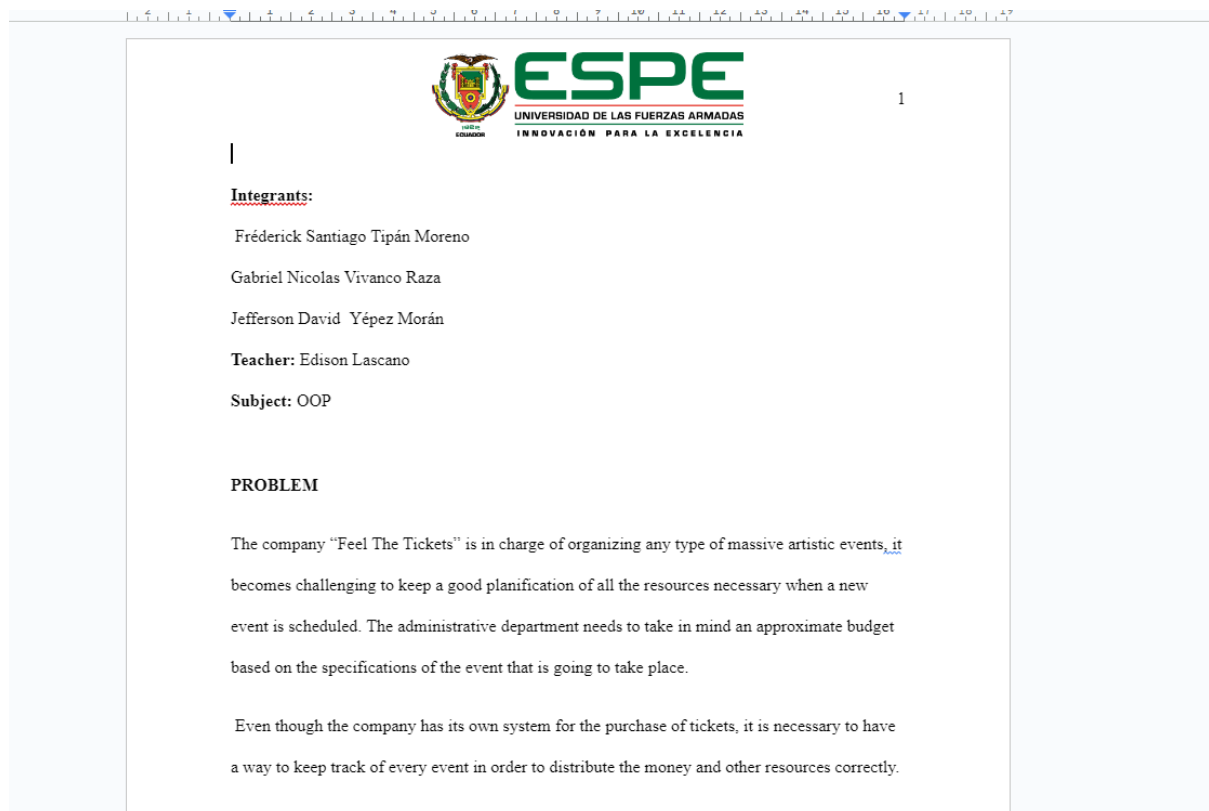 ESPE
UNIVERSIDAD DE LAS FUERZAS ARMADAS
INNOVACIÓN PARA LA EXCELENCIA
ECUADOR
1
Integrants:
Fréderick Santiago Tipán Moreno
Gabriel Nicolas Vivanco Raza
Jefferson David Yépez Morán
Teacher: Edison Lascano
Subject: OOP
PROBLEM
The company “Feel The Tickets” is in charge of organizing any type of massive artistic events, it
becomes challenging to keep a good planification of all the resources necessary when a new
event is scheduled. The administrative department needs to take in mind an approximate budget
based on the specifications of the event that is going to take place.
Even though the company has its own system for the purchase of tickets, it is necessary to have
a way to keep track of every event in order to distribute the money and other resources correctly.